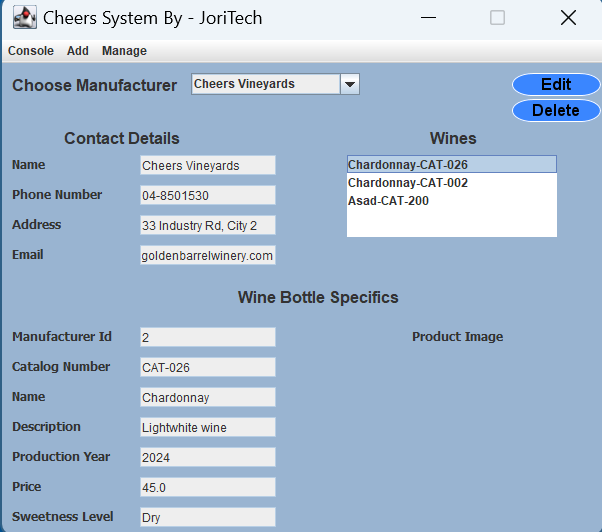 Cheers System By - JoriTech
Console Add Manage
Choose Manufacturer Cheers Vineyards Edit
Delete
Contact Details Wines
Name Cheers Vineyards Chardonnay-CAT-026
Phone Number 04-8501530 Chardonnay-CAT-002
Asad-CAT-200
Address 33 Industry Rd, City 2
Email goldenbarrelwinery.com
Wine Bottle Specifics
Manufacturer Id 2 Product Image
Catalog Number CAT-026
Name Chardonnay
Description Lightwhite wine
Production Year 2024
Price 45.0
Sweetness Level Dry